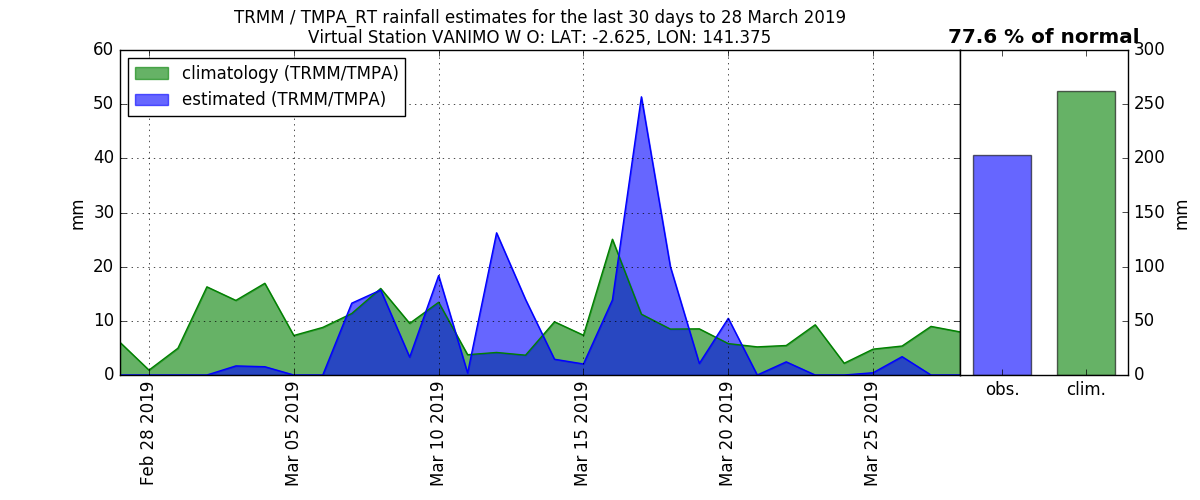 TRMM / TMPA_RT rainfall estimates for the last 30 days to 28 March 2019
Virtual Station VANIMO W O: LAT: -2.625, LON: 141.375
77.6 % of normal
climatology (TRMM/TMPA)
estimated (TRMM/TMPA)
mm
60
50
40
30
20
10
0
Feb 28 2019
Mar 05 2019
Mar 10 2019
Mar 15 2019
Mar 20 2019
Mar 25 2019
obs.
clim.
300
250
200
150
100
50
0
mm